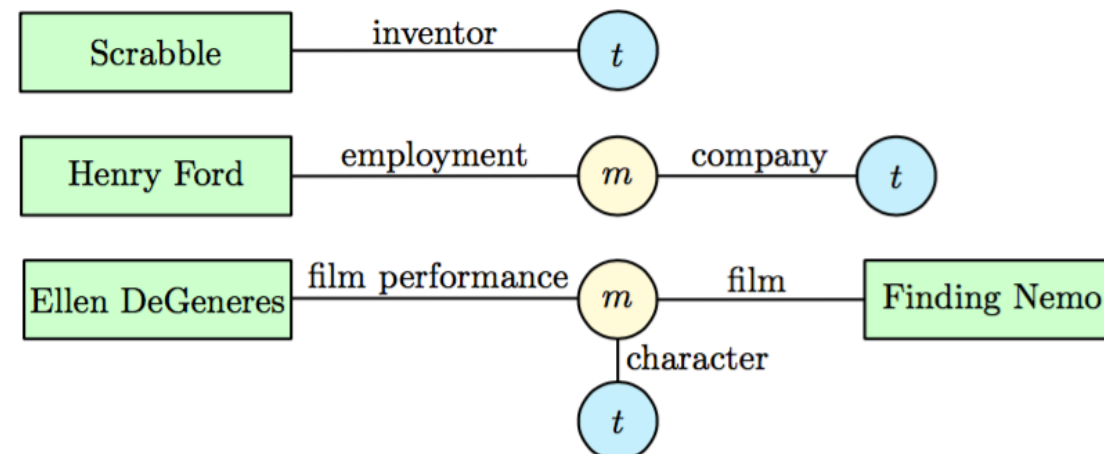 Scrabble inventor t
Henry Ford employment m company t
Ellen DeGeneres film performance m film Finding Nemo
character
t